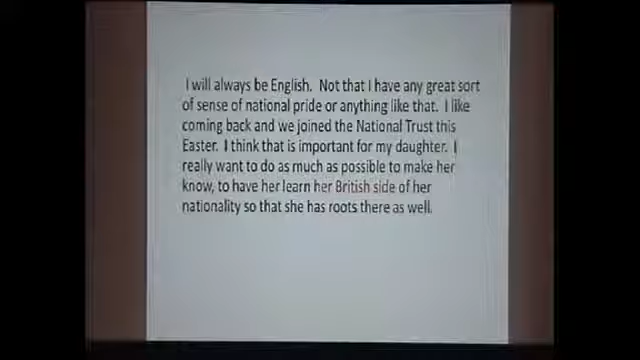 I will always be English. Not that I have any great sort
of sense of national pride or anything like that. I like
coming back and we joined the National Trust this
Easter. I think that is important for my daughter. I
really want to do as much as possible to make her
know, to have her learn her British side of her
nationality so that she has roots there as well.